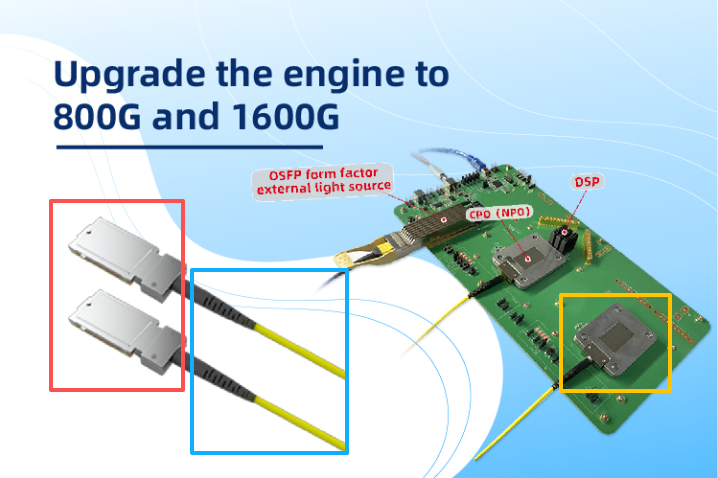 Upgrade the engine to
800G and 1600G
OSFP form factor
external light source
DSP
CPO (NPO)